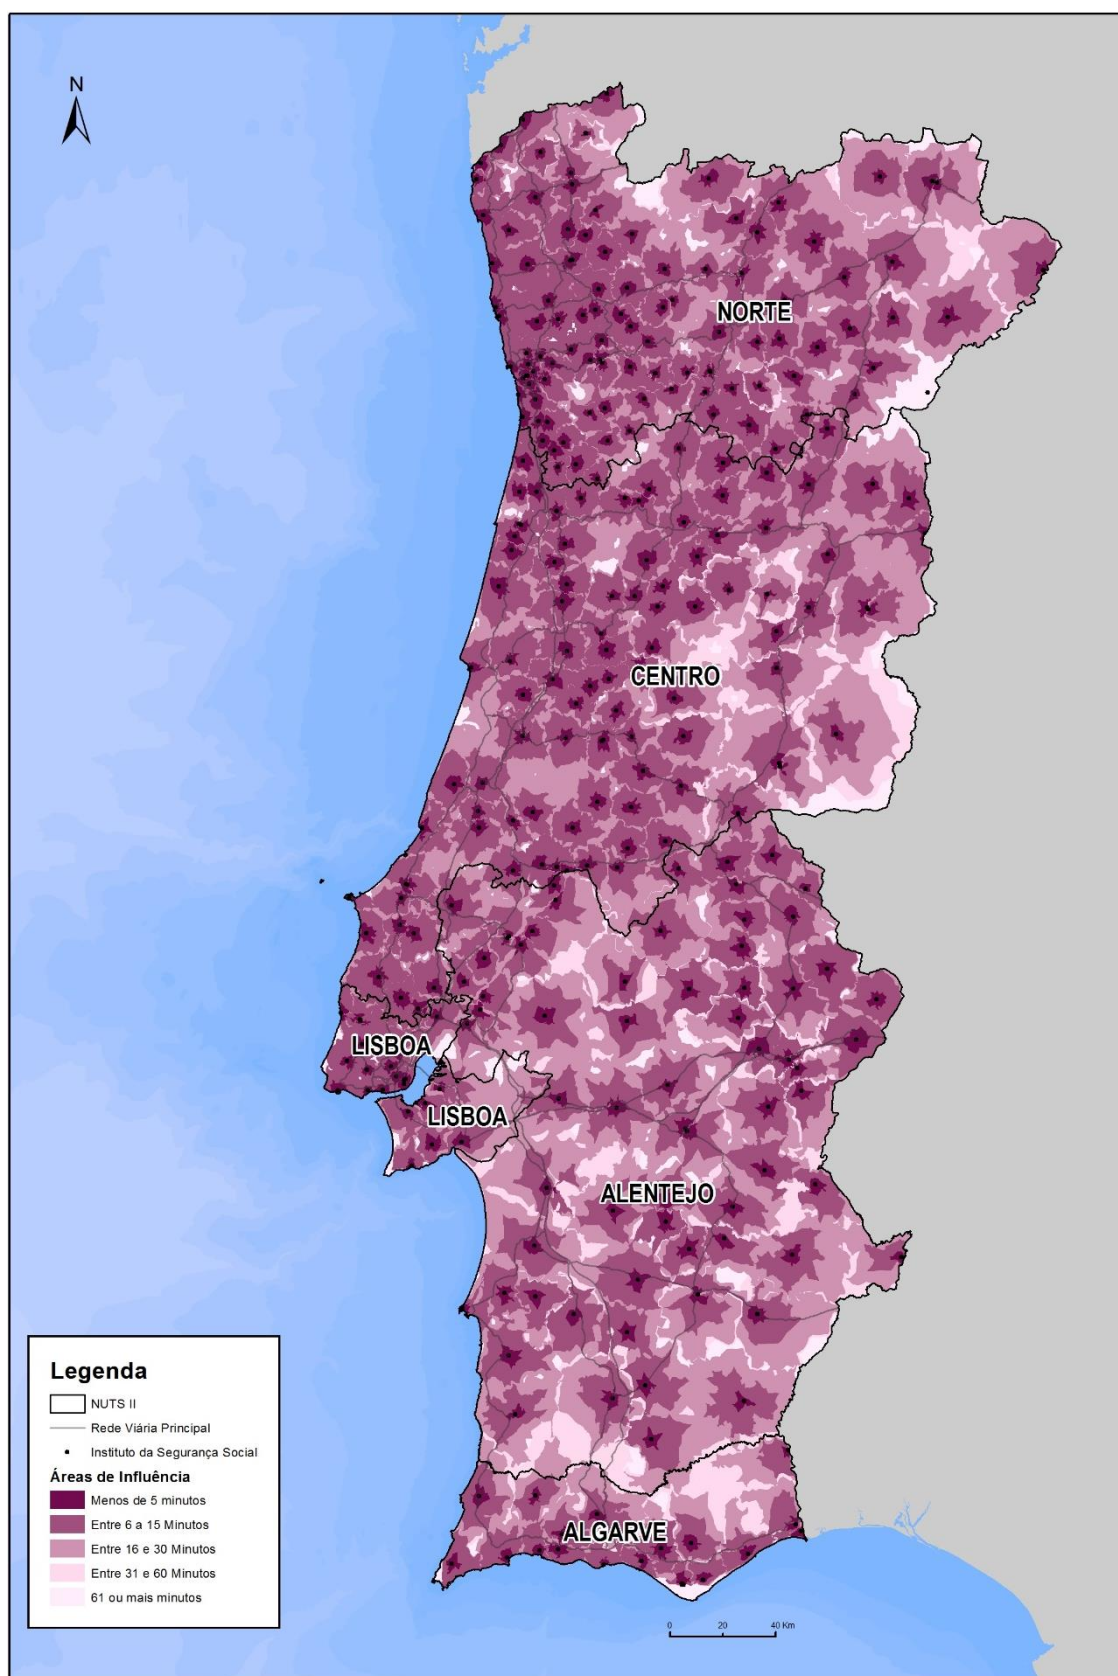 N
NORTE
CENTRO
LISBOA
LISBOA
ALENTEJO
ALGARVE
Legenda
NUTS II
Rede Viária Principal
Instituto da Segurança Social
Áreas de Influência
Menos de 5 minutos
Entre 6 a 15 Minutos
Entre 16 e 30 Minutos
Entre 31 e 60 Minutos
61 ou mais minutos
0 20 40 Km